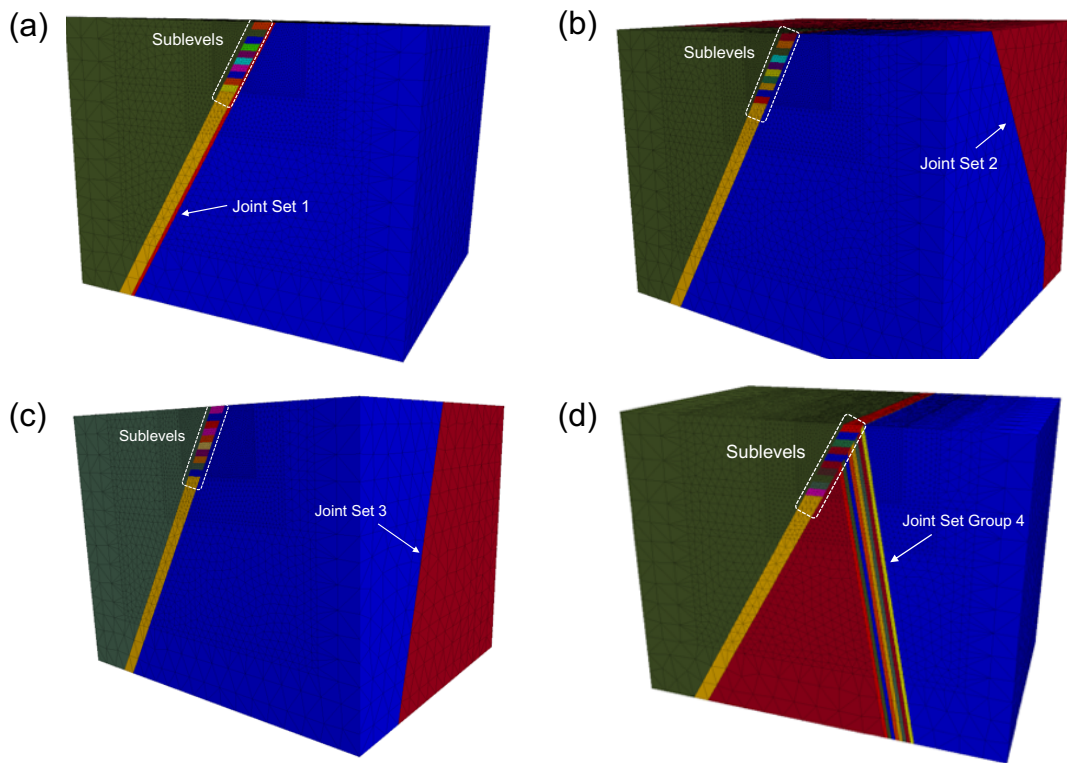 (a)
Sublevels
Joint Set 1
(b)
Sublevels
Joint Set 2
(c)
Sublevels
Joint Set 3
(d)
Sublevels
Joint Set Group 4